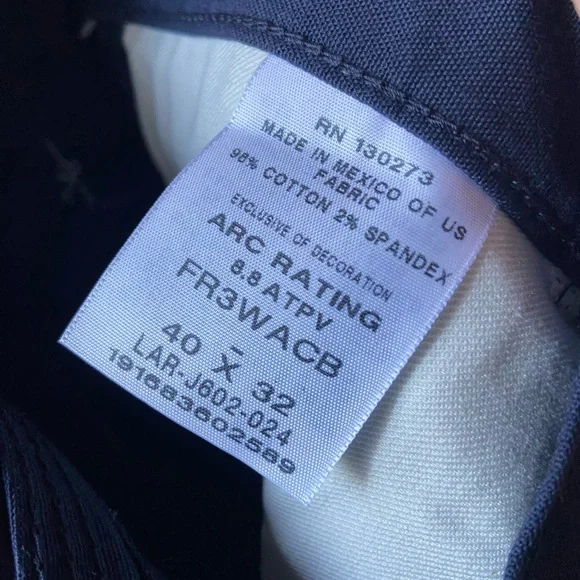 RN 130273
MADE IN MEXICO OF US
FABRIC
98% COTTON 2% SPANDEX
EXCLUSIVE OF DECORATION
ARC RATING
8.8 ATPV
FR3WACB
-
40 X 32
LAR-J602-024
191683602589